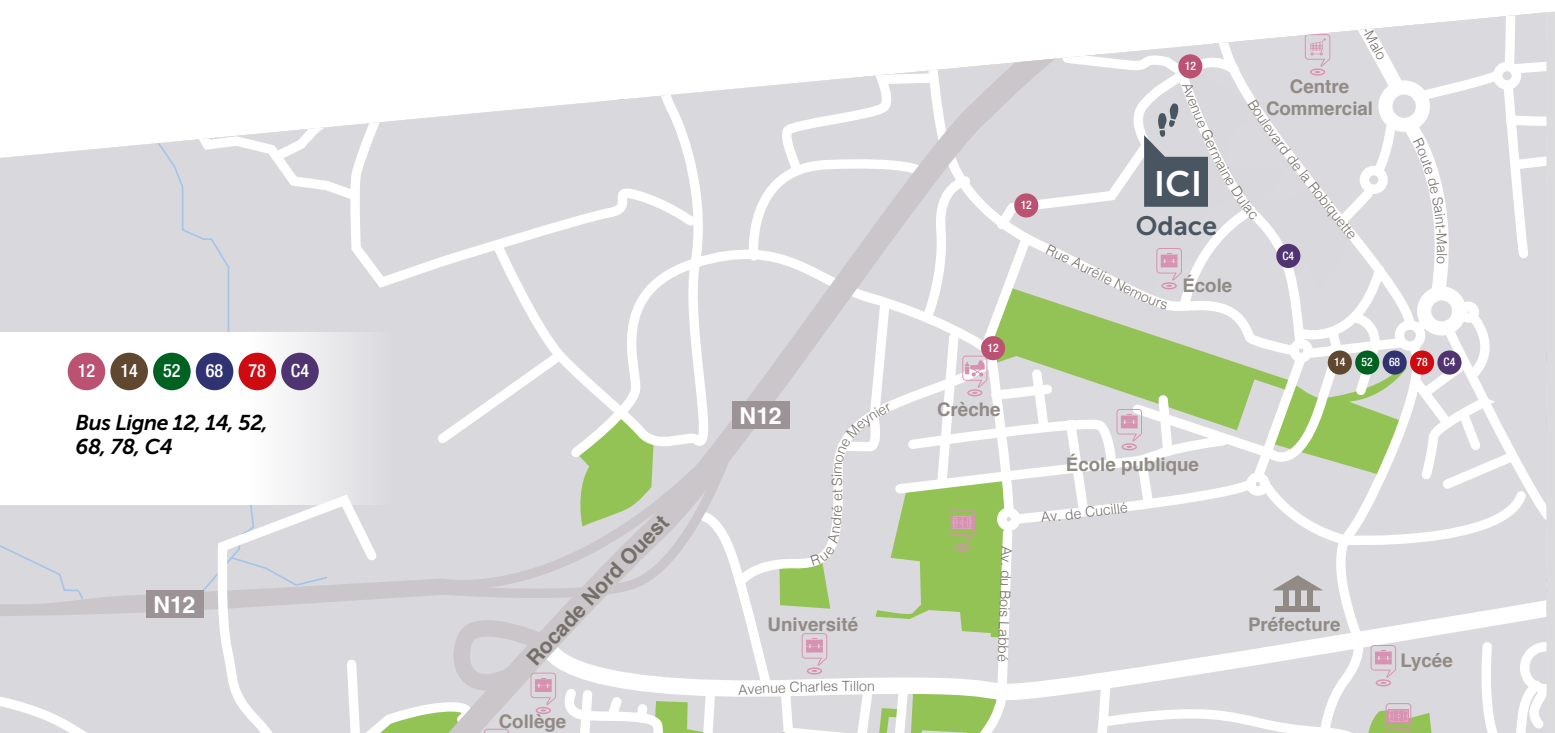 -Malo
12
Centre
Commercial
Avenue Germaine Dulac
Boulevard de la Robiquette
Route de Saint-Malo
ICI
Odace
12
Rue Aurélie Nemours
C4
École
12
14 52 68 78 C4
12 14 52 68 78 C4
Bus Ligne 12, 14, 52,
68, 78, C4
N12
Crèche
Rue André et Simone Meynier
École publique
Av. de Cucillé
Rocade Nord Ouest
Av. du Bois Labbé
N12
Université
Préfecture
Lycée
Avenue Charles Tillon
Collège